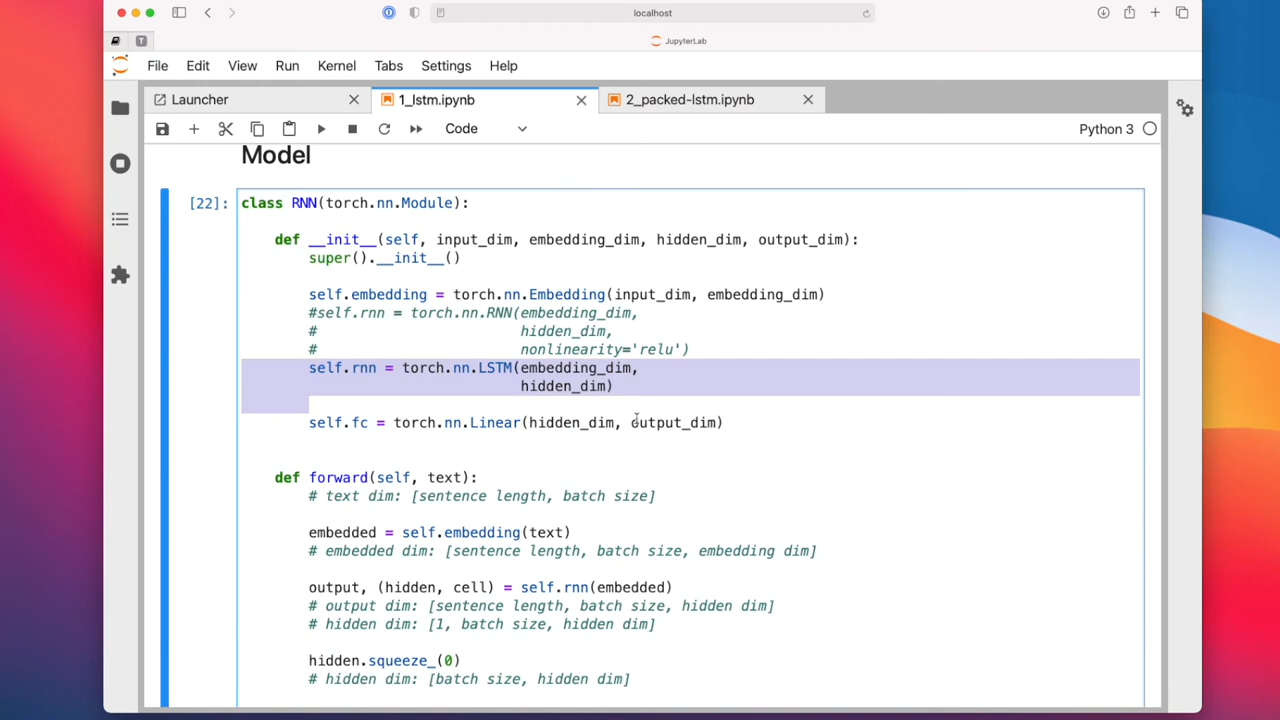 localhost
T
JupyterLab
File Edit View Run Kernel Tabs Settings Help
Launcher 1_lstm.ipynb 2_packed-lstm.ipynb
Code Python 3
Model
[22]: class RNN(torch.nn.Module):
def __init__(self, input_dim, embedding_dim, hidden_dim, output_dim):
super().__init__()
self.embedding = torch.nn.Embedding(input_dim, embedding_dim)
#self.rnn = torch.nn.RNN(embedding_dim,
# hidden_dim,
# nonlinearity='relu')
self.rnn = torch.nn.LSTM(embedding_dim,
hidden_dim)
self.fc = torch.nn.Linear(hidden_dim, output_dim)
def forward(self, text):
# text dim: [sentence length, batch size]
embedded = self.embedding(text)
# embedded dim: [sentence length, batch size, embedding dim]
output, (hidden, cell) = self.rnn(embedded)
# output dim: [sentence length, batch size, hidden dim]
# hidden dim: [1, batch size, hidden dim]
hidden.squeeze_(0)
# hidden dim: [batch size, hidden dim]